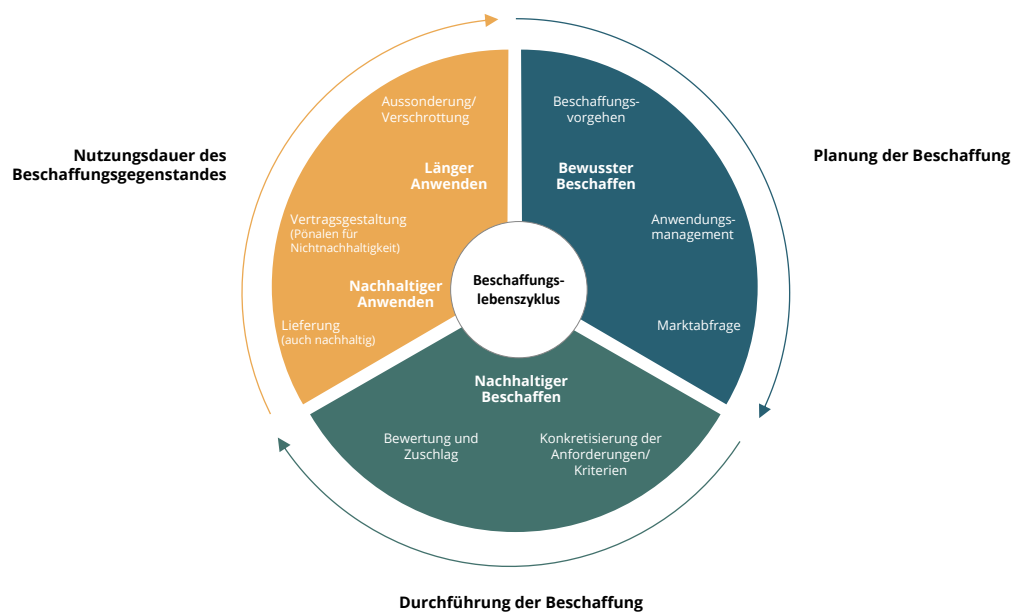 Aussonderung/
Verschrottung
Beschaffungs-
vorgehen
Nutzungsdauer des
Beschaffungsgegenstandes
Planung der Beschaffung
Länger
Anwenden
Bewusster
Beschaffen
Vertragsgestaltung
(Pönalen für
Nichtnachhaltigkeit)
Anwendungs-
management
Nachhaltiger
Anwenden
Beschaffungs-
lebenszyklus
Lieferung
(auch nachhaltig)
Marktabfrage
Nachhaltiger
Beschaffen
Bewertung und
Zuschlag
Konkretisierung der
Anforderungen/
Kriterien
Durchführung der Beschaffung